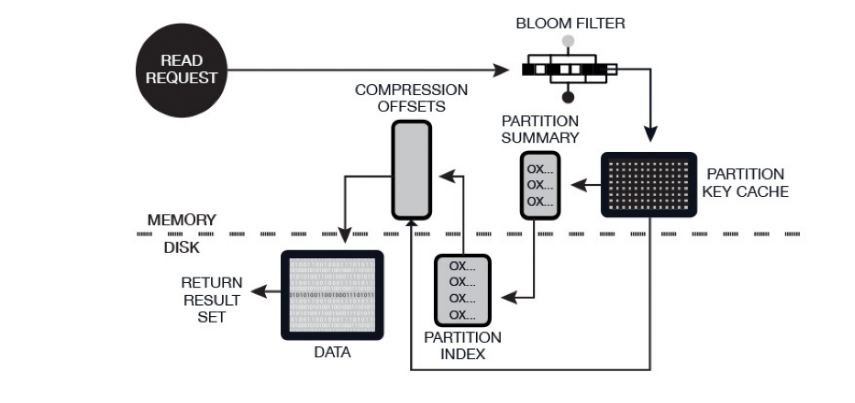 BLOOM FILTER
READ
REQUEST
COMPRESSION
OFFSETS
PARTITION
SUMMARY
OX...
OX...
OX...
PARTITION
KEY CACHE
MEMORY
DISK
RETURN
RESULT
SET
OX...
OX...
OX...
OX...
PARTITION
INDEX
DATA